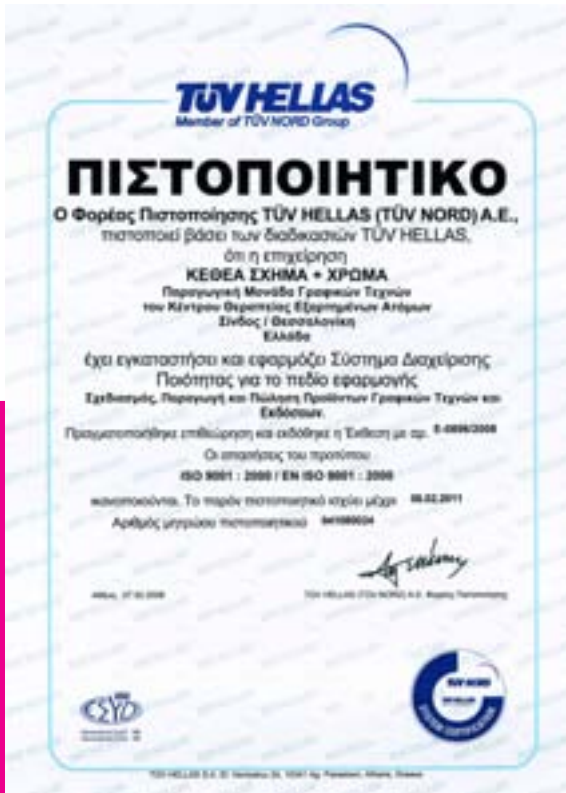 TÜV HELLAS
Member of TÜV NORD Group
ΠΙΣΤΟΠΟΙΗΤΙΚΟ
Ο Φορέας Πιστοποίησης TÜV HELLAS (TÜV NORD) Α.Ε.,
πιστοποιεί βάσει των διαδικασιών TÜV HELLAS,
ότι η επιχείρηση
ΚΕΘΕΑ ΣΧΗΜΑ + ΧΡΩΜΑ
Παραγωγική Μονάδα Γραφικών Τεχνών
του Κέντρου Θεραπείας Εξαρτημένων Ατόμων
Σίνδος / Θεσσαλονίκη
Ελλάδα
έχει εγκαταστήσει και εφαρμόζει Σύστημα Διαχείρισης
Ποιότητας για το πεδίο εφαρμογής
Σχεδιασμός, Παραγωγή και Πώληση Προϊόντων Γραφικών Τεχνών και
Εκδόσεων.
Πραγματοποιήθηκε επιθεώρηση και εκδόθηκε η Έκθεση με αρ.
Οι απαιτήσεις του προτύπου
ISO 9001 : 2000 / EN ISO 9001 : 2000
ικανοποιούνται. Το παρόν πιστοποιητικό ισχύει μέχρι
Αριθμός μητρώου πιστοποιητικού
TÜV HELLAS (TÜV NORD) Α.Ε. Φορέας Πιστοποίησης
TÜV NORD